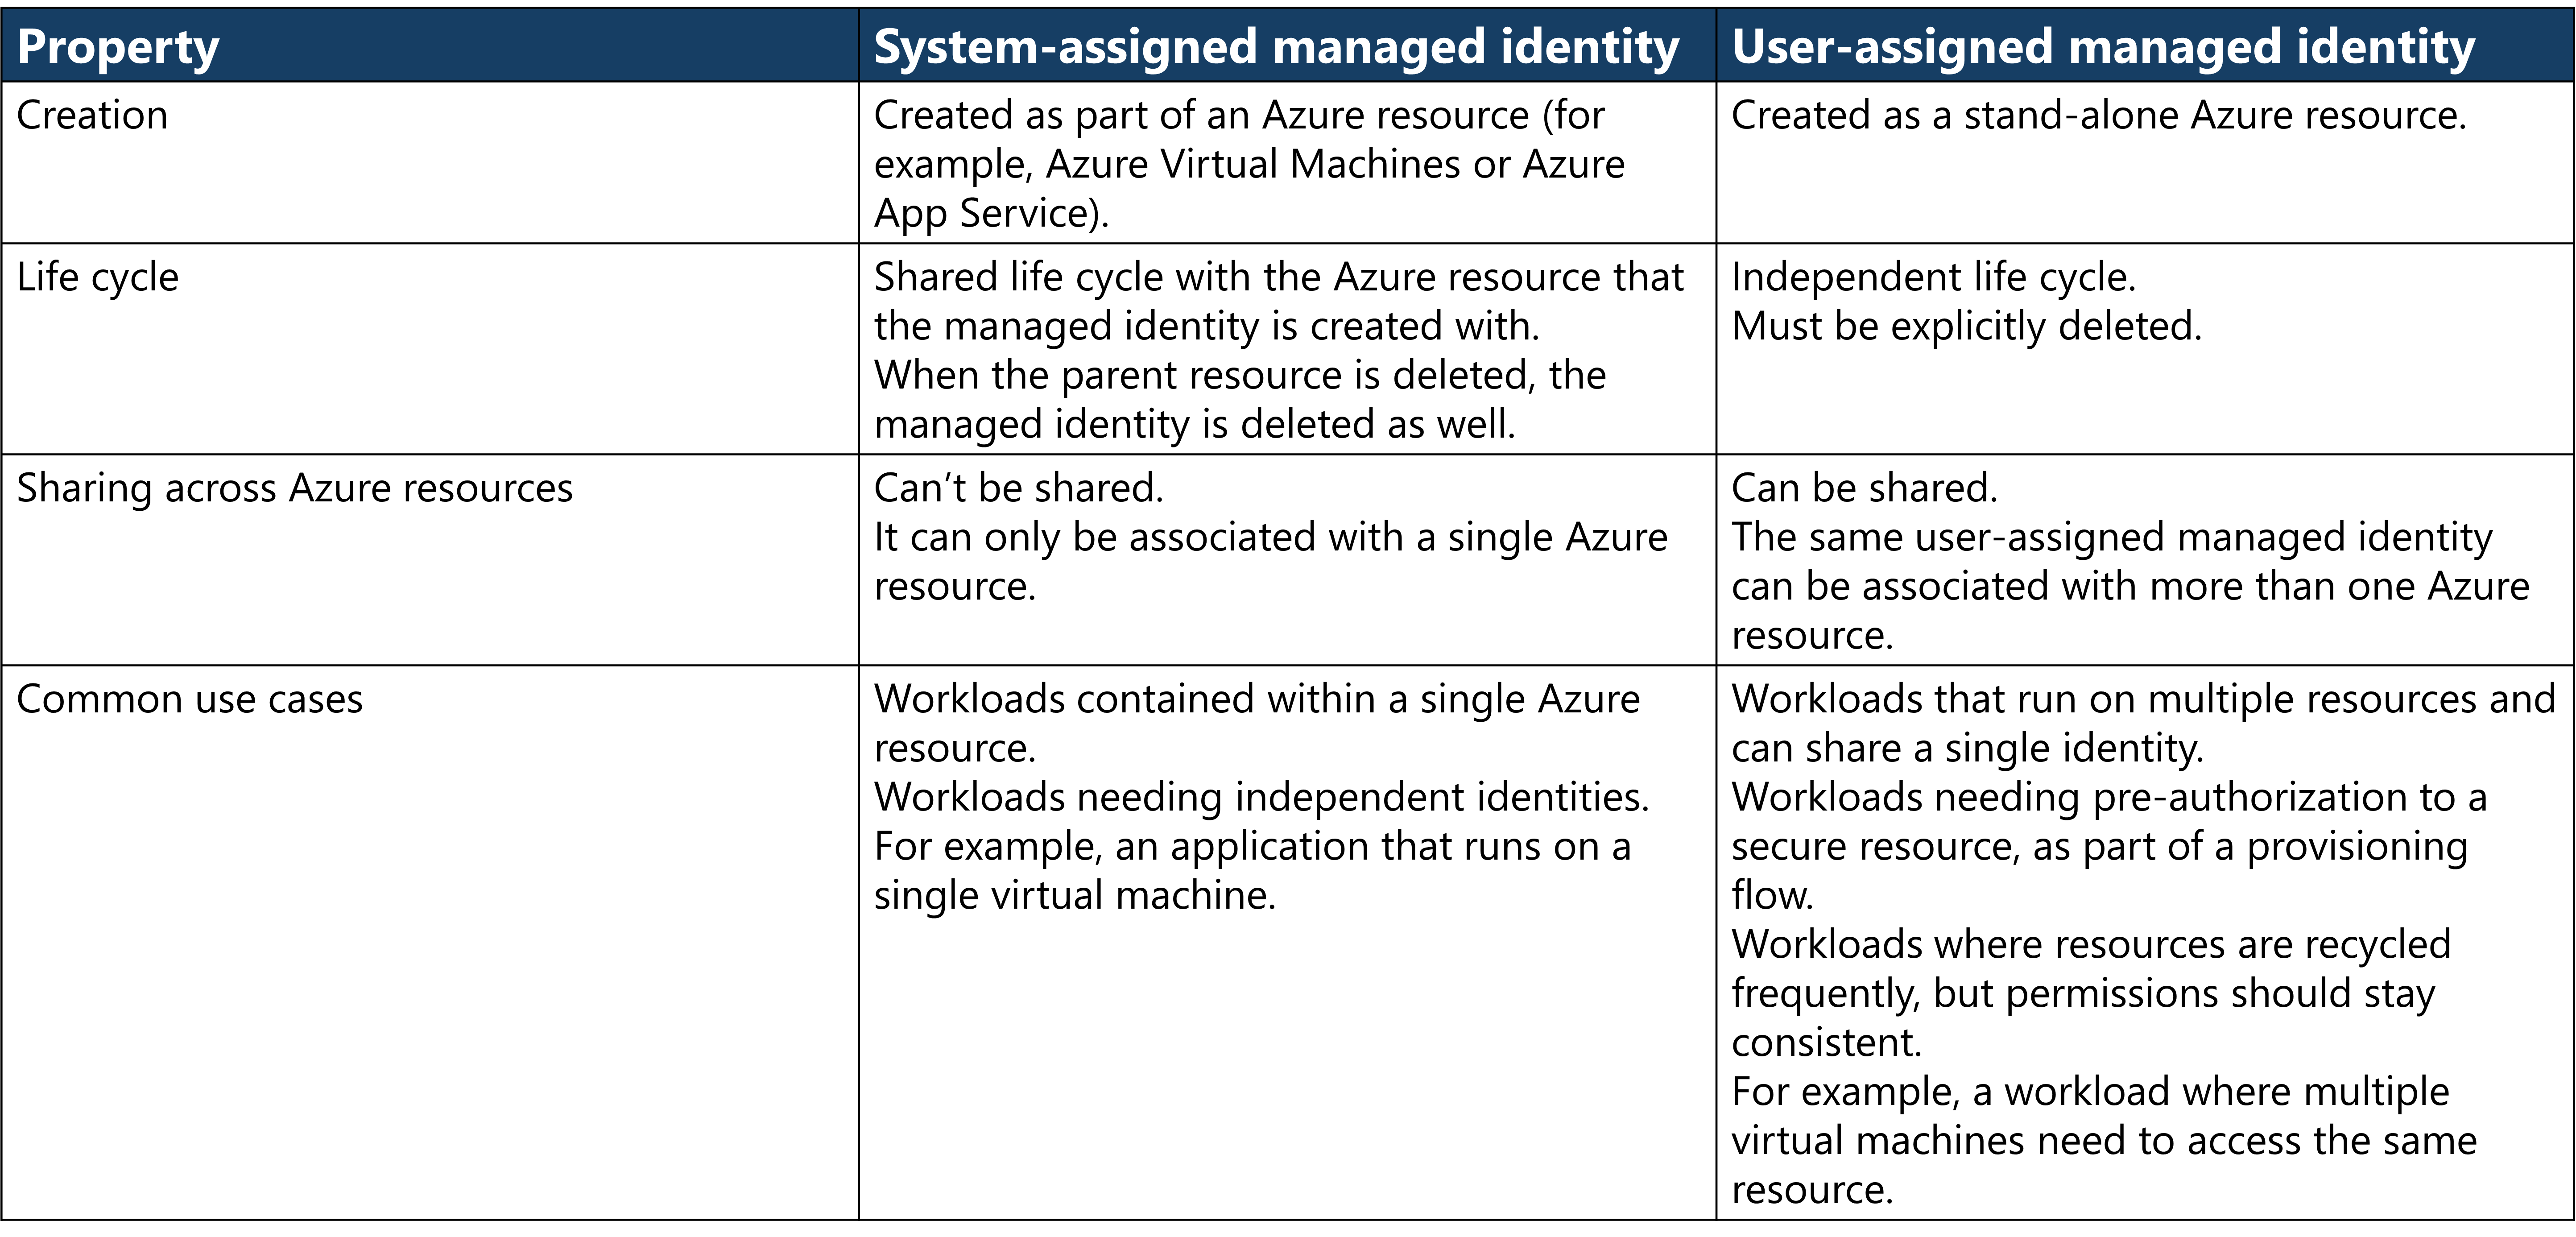 Property
System-assigned managed identity
User-assigned managed identity
Creation
Created as part of an Azure resource (for
example, Azure Virtual Machines or Azure
App Service).
Created as a stand-alone Azure resource.
Life cycle
Shared life cycle with the Azure resource that
the managed identity is created with.
When the parent resource is deleted, the
managed identity is deleted as well.
Independent life cycle.
Must be explicitly deleted.
Sharing across Azure resources
Can’t be shared.
It can only be associated with a single Azure
resource.
Can be shared.
The same user-assigned managed identity
can be associated with more than one Azure
resource.
Common use cases
Workloads contained within a single Azure
resource.
Workloads needing independent identities.
For example, an application that runs on a
single virtual machine.
Workloads that run on multiple resources and
can share a single identity.
Workloads needing pre-authorization to a
secure resource, as part of a provisioning
flow.
Workloads where resources are recycled
frequently, but permissions should stay
consistent.
For example, a workload where multiple
virtual machines need to access the same
resource.